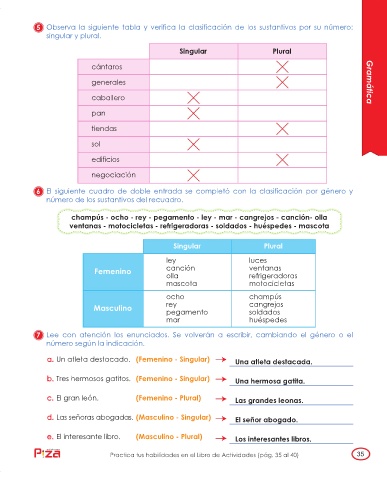 5 Observa la siguiente tabla y verifica la clasificación de los sustantivos por su número:
singular y plural.
Singular Plural
cántaros
generales
caballero
pan
tiendas
sol
edificios
negociación
Gramática
6 El siguiente cuadro de doble entrada se completó con la clasificación por género y
número de los sustantivos del recuadro.
champús - ocho - rey - pegamento - ley - mar - cangrejos - canción- olla
ventanas - motocicletas - refrigeradoras - soldados - huéspedes - mascota
Singular Plural
Femenino
ley luces
canción ventanas
olla refrigeradoras
mascota motocicletas
Masculino
ocho champús
rey cangrejos
pegamento soldados
mar huéspedes
7 Lee con atención los enunciados. Se volverán a escribir, cambiando el género o el
número según la indicación.
a. Un atleta destacado. (Femenino - Singular) → Una atleta destacada.
b. Tres hermosos gatitos. (Femenino - Singular) → Una hermosa gatita.
c. El gran león. (Femenino - Plural) → Las grandes leonas.
d. Las señoras abogadas. (Masculino - Singular) → El señor abogado.
e. El interesante libro. (Masculino - Plural) → Los interesantes libros.
Practica tus habilidades en el Libro de Actividades (pág. 35 al 40) 35